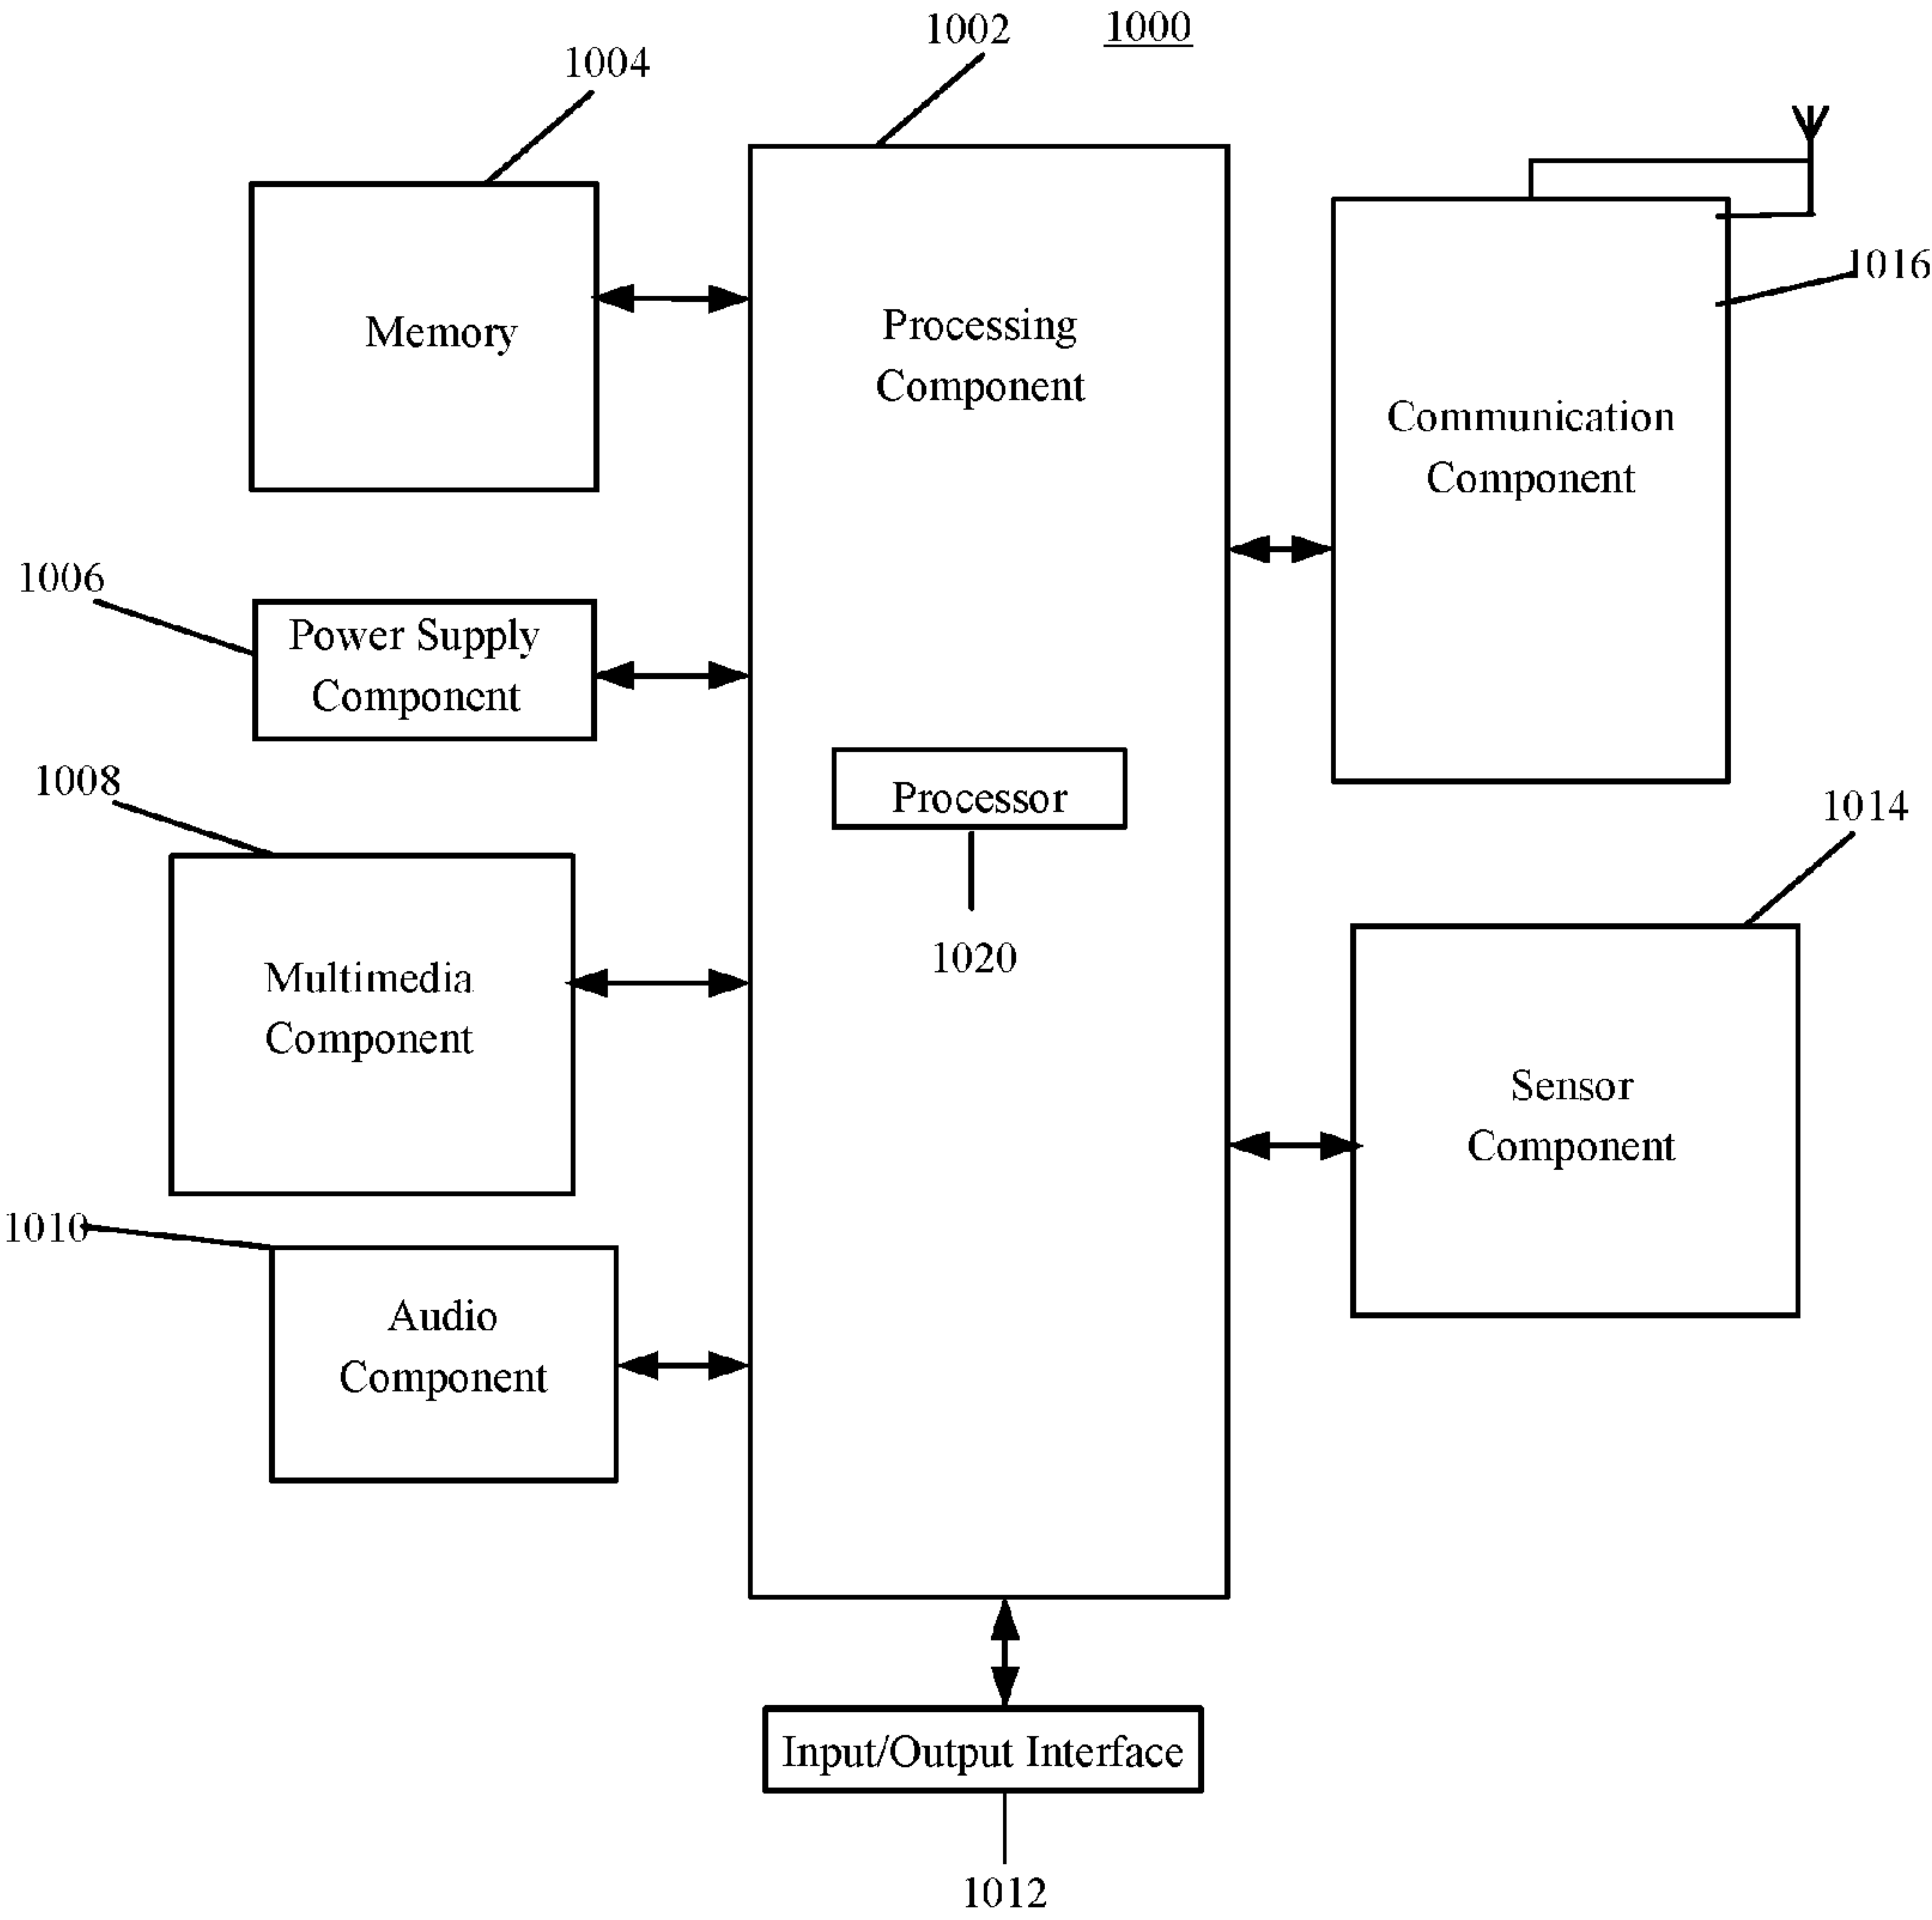 1002
1000
1004
Memory
Processing
Component
1016
Communication
Component
1006
Power Supply
Component
1008
Processor
1020
1014
Multimedia
Component
Sensor
Component
1010
Audio
Component
Input/Output Interface
1012